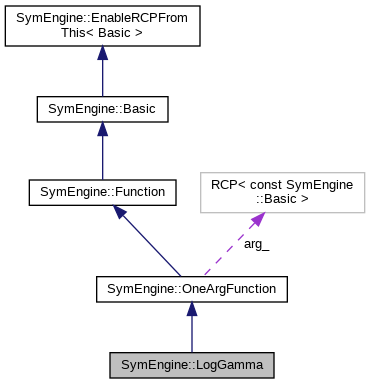 SymEngine::EnableRCPFrom
This< Basic >
SymEngine::Basic
SymEngine::Function
RCP< const SymEngine
::Basic >
arg_
SymEngine::OneArgFunction
SymEngine::LogGamma